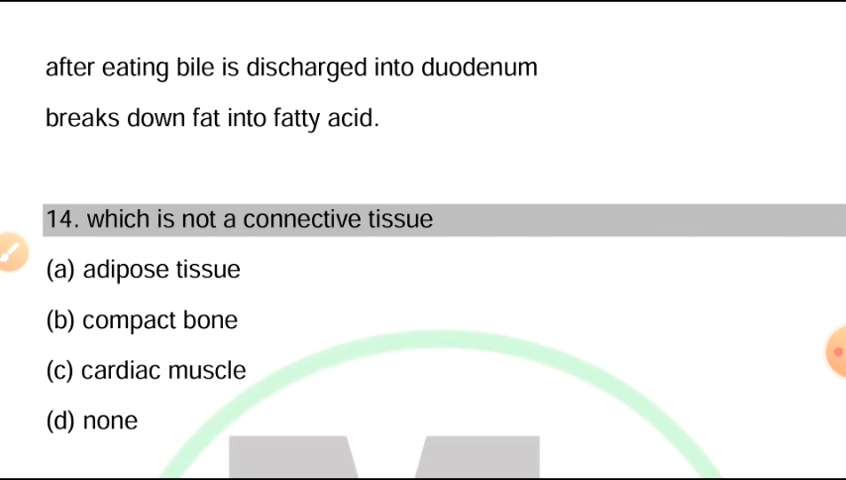 after eating bile is discharged into duodenum
breaks down fat into fatty acid.
14. which is not a connective tissue
(a) adipose tissue
(b) compact bone
(c) cardiac muscle
(d) none